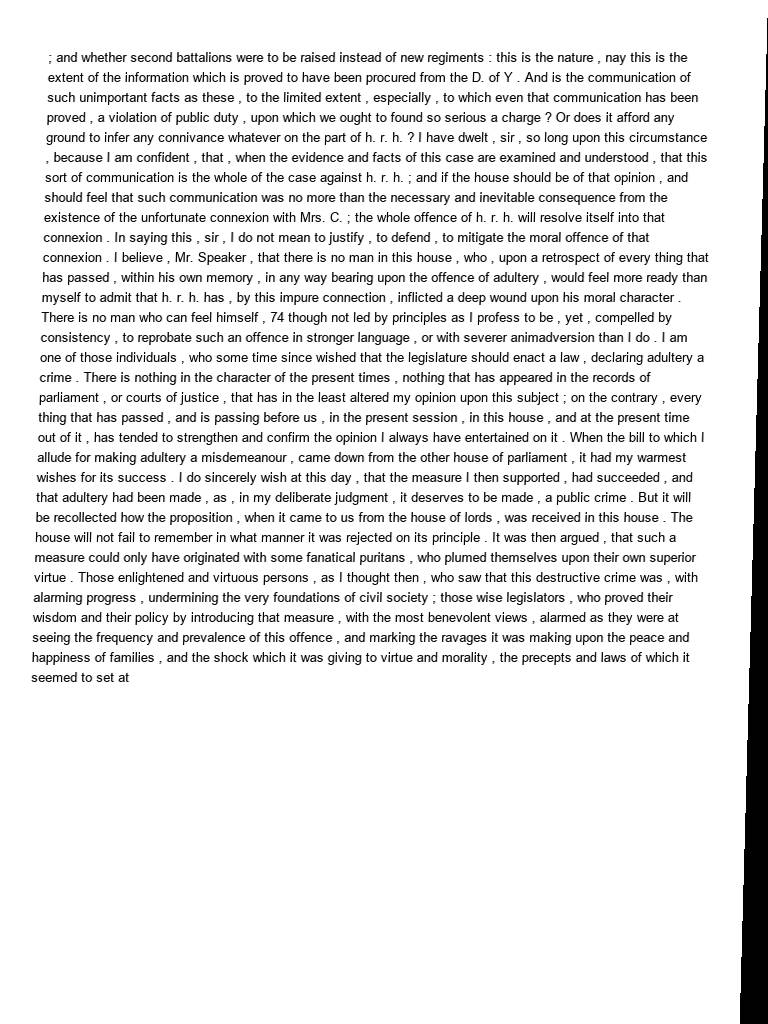 ; and whether second battalions were to be raised instead of new regiments : this is the nature , nay this is the
extent of the information which is proved to have been procured from the D. of Y . And is the communication of
such unimportant facts as these , to the limited extent , especially , to which even that communication has been
proved , a violation of public duty , upon which we ought to found so serious a charge ? Or does it afford any
ground to infer any connivance whatever on the part of h. r. h. ? I have dwelt , sir , so long upon this circumstance
, because I am confident , that , when the evidence and facts of this case are examined and understood , that this
sort of communication is the whole of the case against h. r. h. ; and if the house should be of that opinion , and
should feel that such communication was no more than the necessary and inevitable consequence from the
existence of the unfortunate connexion with Mrs. C. ; the whole offence of h. r. h. will resolve itself into that
connexion . In saying this , sir , I do not mean to justify , to defend , to mitigate the moral offence of that
connexion . I believe , Mr. Speaker , that there is no man in this house , who , upon a retrospect of every thing that
has passed , within his own memory , in any way bearing upon the offence of adultery , would feel more ready than
myself to admit that h. r. h. has , by this impure connection , inflicted a deep wound upon his moral character .
There is no man who can feel himself , 74 though not led by principles as I profess to be , yet , compelled by
consistency , to reprobate such an offence in stronger language , or with severer animadversion than I do . I am
one of those individuals , who some time since wished that the legislature should enact a law , declaring adultery a
crime . There is nothing in the character of the present times , nothing that has appeared in the records of
parliament , or courts of justice , that has in the least altered my opinion upon this subject ; on the contrary , every
thing that has passed , and is passing before us , in the present session , in this house , and at the present time
out of it , has tended to strengthen and confirm the opinion I always have entertained on it . When the bill to which I
allude for making adultery a misdemeanour , came down from the other house of parliament , it had my warmest
wishes for its success . I do sincerely wish at this day , that the measure I then supported , had succeeded , and
that adultery had been made , as , in my deliberate judgment , it deserves to be made , a public crime . But it will
be recollected how the proposition , when it came to us from the house of lords , was received in this house . The
house will not fail to remember in what manner it was rejected on its principle . It was then argued , that such a
measure could only have originated with some fanatical puritans , who plumed themselves upon their own superior
virtue . Those enlightened and virtuous persons , as I thought then , who saw that this destructive crime was , with
alarming progress , undermining the very foundations of civil society ; those wise legislators , who proved their
wisdom and their policy by introducing that measure , with the most benevolent views , alarmed as they were at
seeing the frequency and prevalence of this offence , and marking the ravages it was making upon the peace and
happiness of families , and the shock which it was giving to virtue and morality , the precepts and laws of which it
seemed to set at